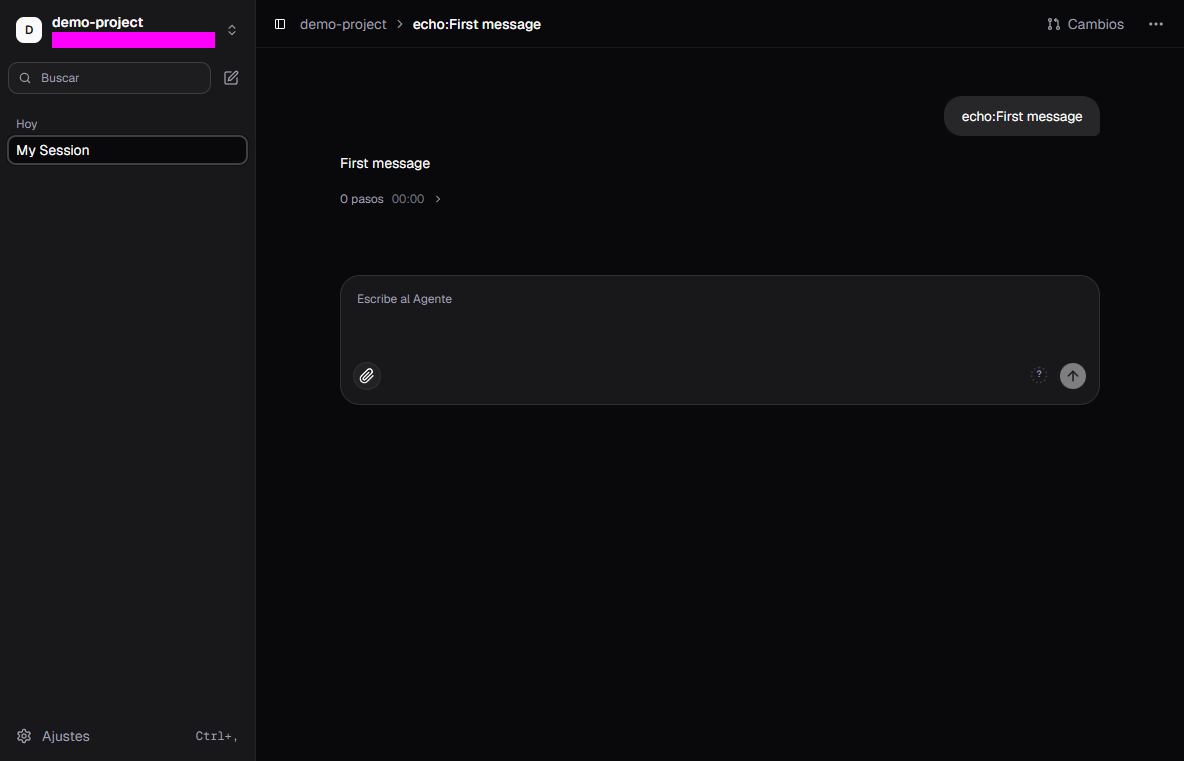 D
demo-project
Buscar
Hoy
My Session
Ajustes
Ctrl+,
demo-project
echo:First message
Cambios
echo:First message
First message
0 pasos 00:00
Escribe al Agente
?